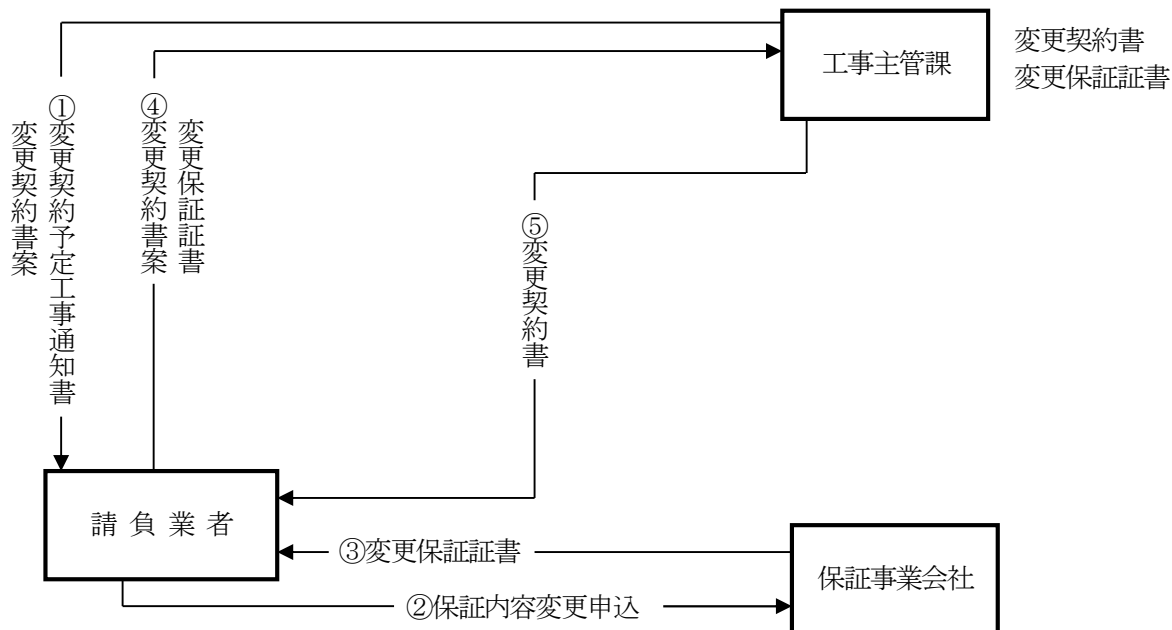 工事主管課
変更契約書
変更保証証書
①変更契約予定工事通知書
変更契約書案
変更保証証書
④変更契約書案
⑤変更契約書
請負業者
③変更保証証書
保証事業会社
②保証内容変更申込